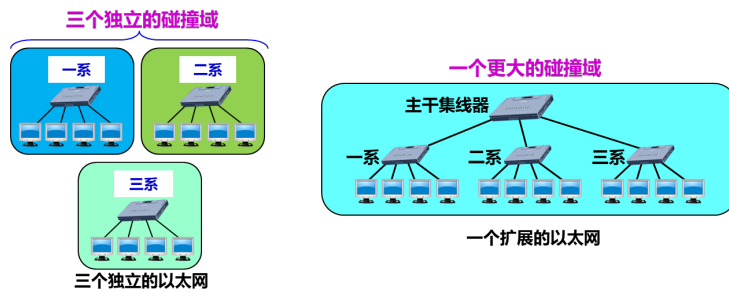 三个独立的碰撞域
一系
二系
三系
三个独立的以太网
一个更大的碰撞域
主干集线器
一系
二系
三系
一个扩展的以太网